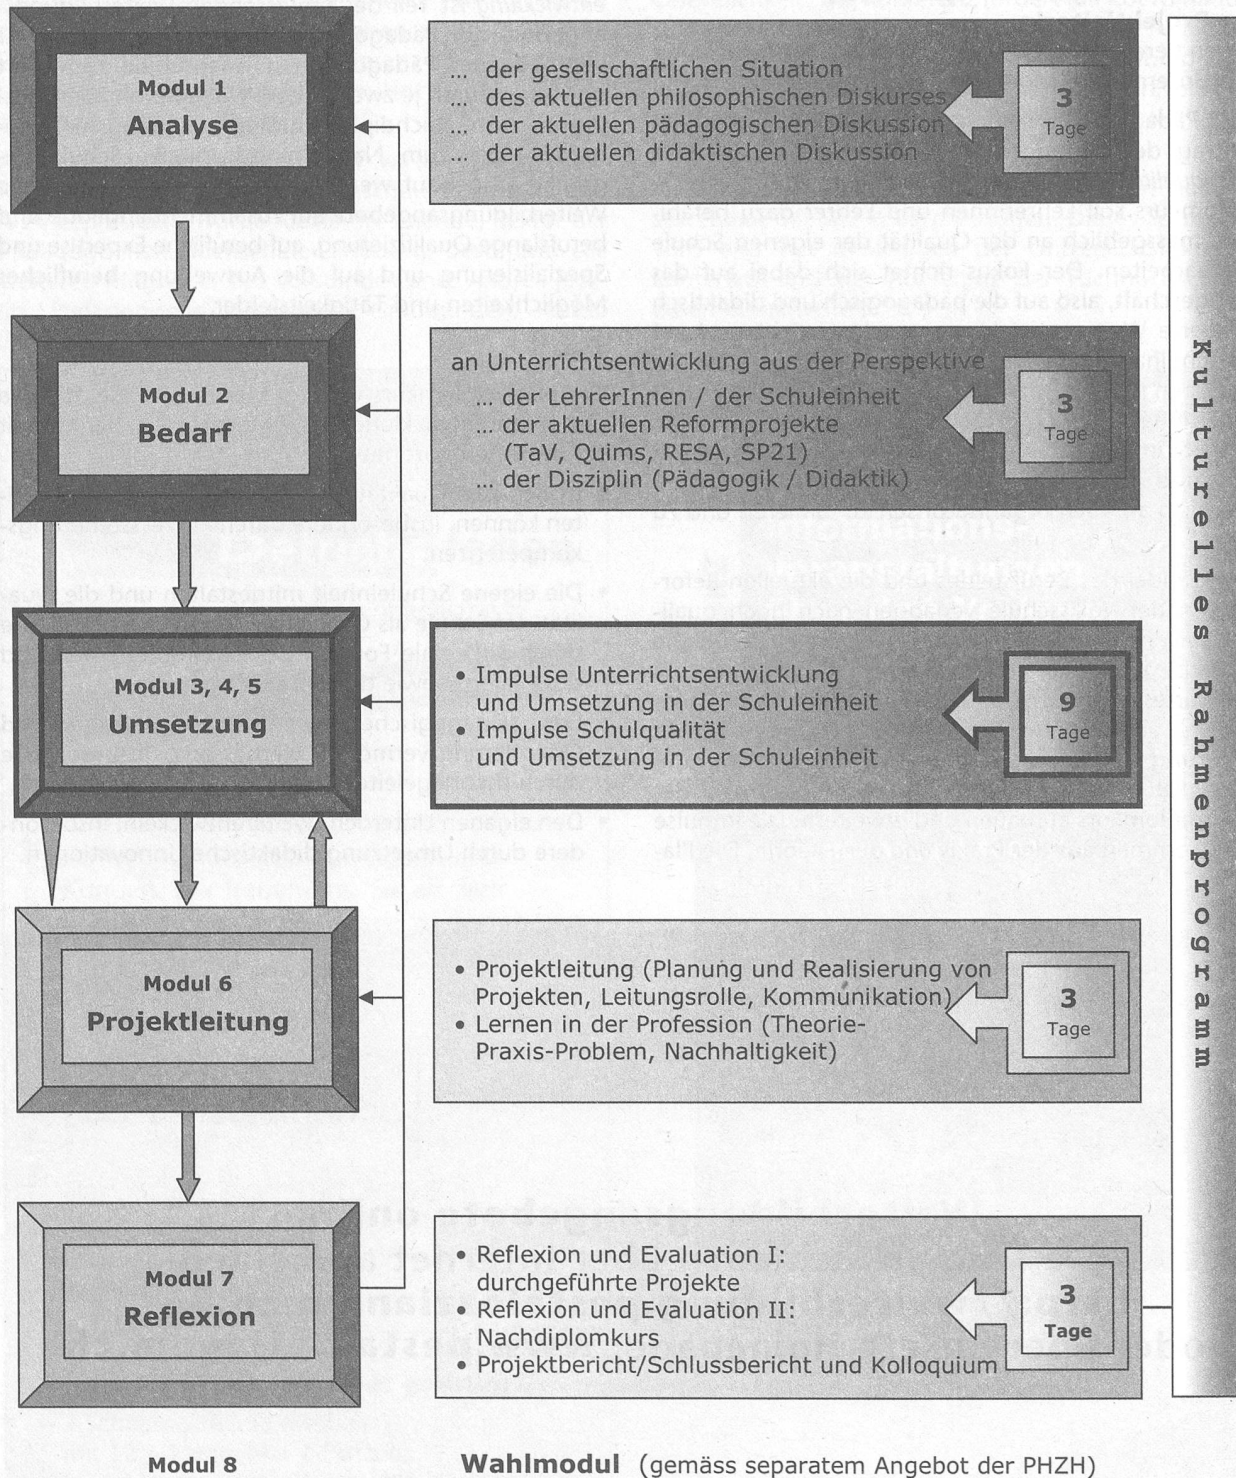 Modul 1
Analyse
... der gesellschaftlichen Situation
... des aktuellen philosophischen Diskurses
... der aktuellen pädagogischen Diskussion
... der aktuellen didaktischen Diskussion
3
Tage
Modul 2
Bedarf
an Unterrichtsentwicklung aus der Perspektive
... der LehrerInnen / der Schuleinheit
... der aktuellen Reformprojekte
(TaV, Quims, RESA, SP21)
... der Disziplin (Pädagogik / Didaktik)
3
Tage
Modul 3, 4, 5
Umsetzung
• Impulse Unterrichtsentwicklung
und Umsetzung in der Schuleinheit
• Impulse Schulqualität
und Umsetzung in der Schuleinheit
9
Tage
Modul 6
Projektleitung
• Projektleitung (Planung und Realisierung von
Projekten, Leitungsrolle, Kommunikation)
• Lernen in der Profession (Theorie-
Praxis-Problem, Nachhaltigkeit)
3
Tage
Modul 7
Reflexion
• Reflexion und Evaluation I:
durchgeführte Projekte
• Reflexion und Evaluation II:
Nachdiplomkurs
• Projektbericht/Schlussbericht und Kolloquium
3
Tage
Kulturelles Rahmenprogramm
Modul 8
Wahlmodul (gemäss separatem Angebot der PHZH)